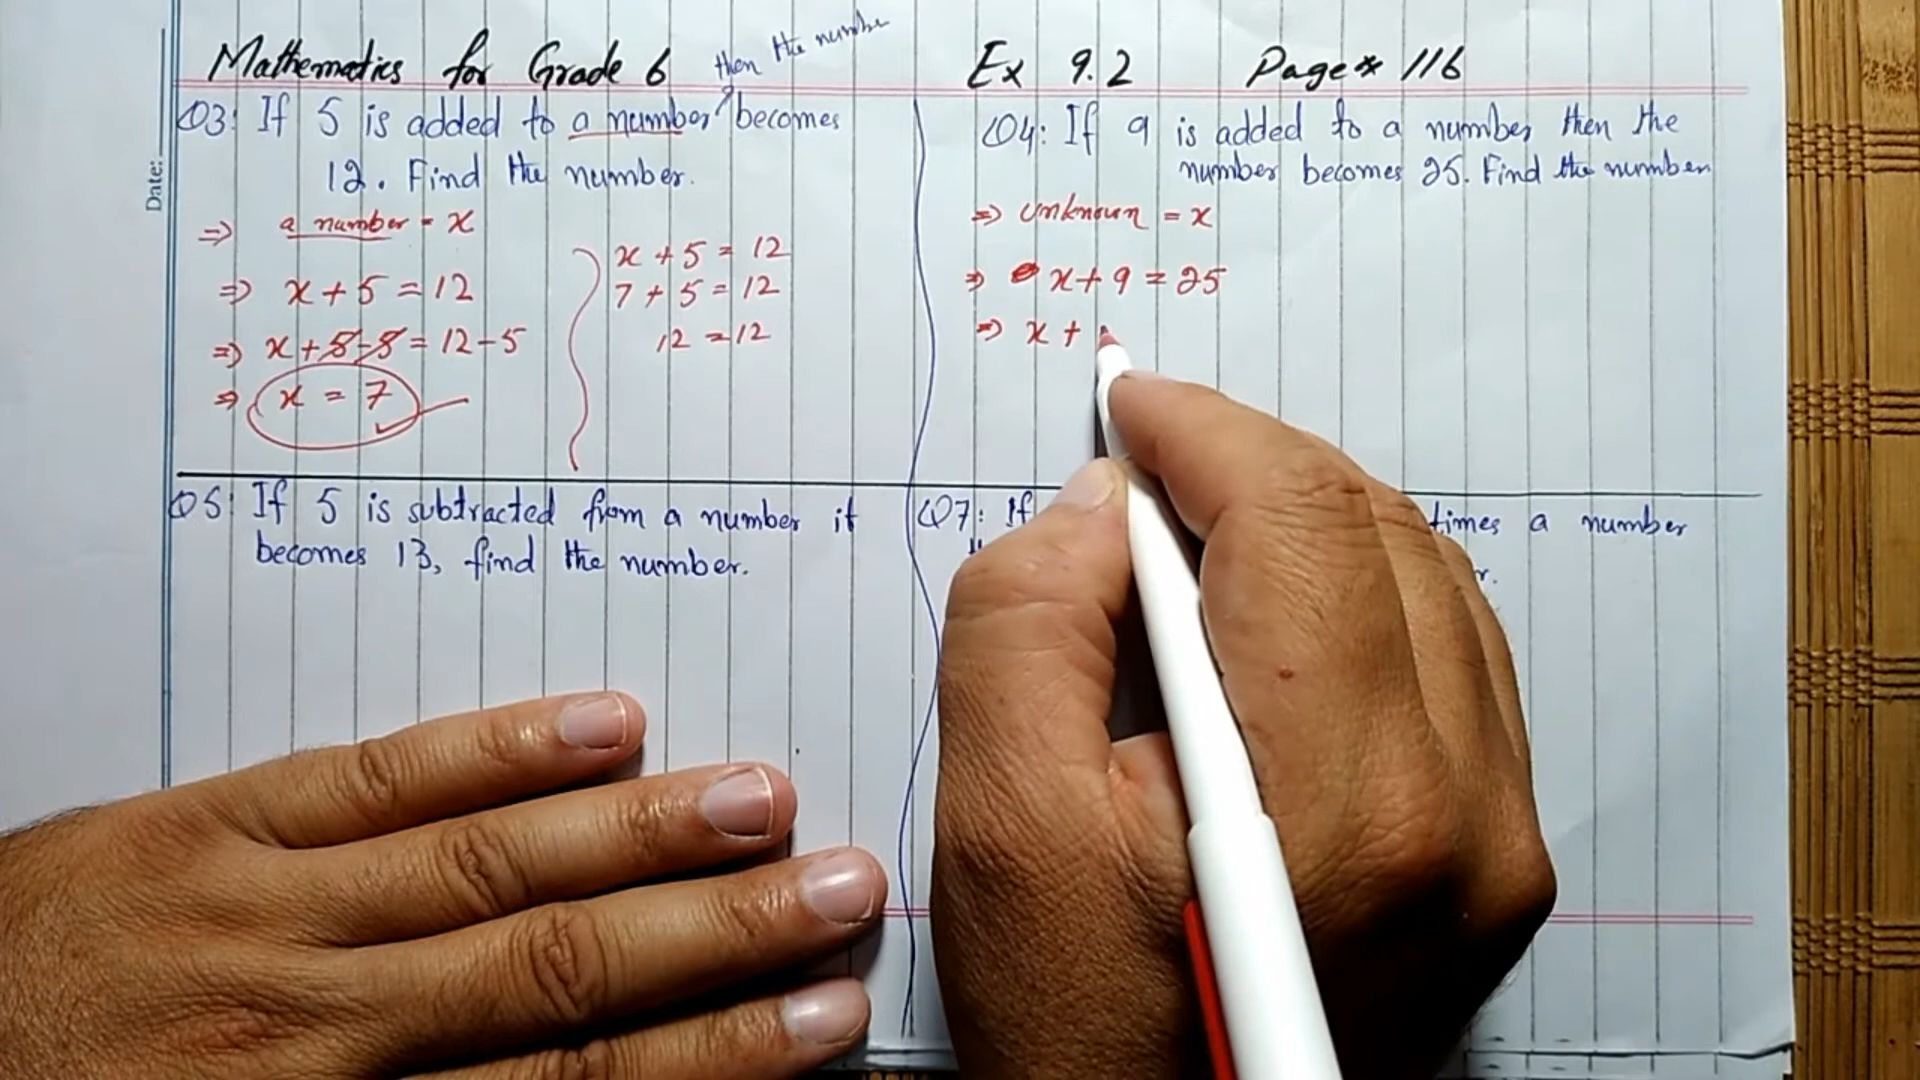 Mathematics for Grade 6
then the number
Ex 9.2 Page* 116
Date:
Q3: If 5 is added to a number becomes
12. Find the number.
⇒ a number = x
⇒ x + 5 = 12
⇒ x + 5 - 5 = 12 - 5
⇒ x = 7
x + 5 = 12
7 + 5 = 12
12 = 12
Q4: If 9 is added to a number then the
number becomes 25. Find the number
⇒ unknown = x
⇒ x + 9 = 25
⇒ x +
Q5: If 5 is subtracted from a number it
becomes 13, find the number.
Q7: If times a number